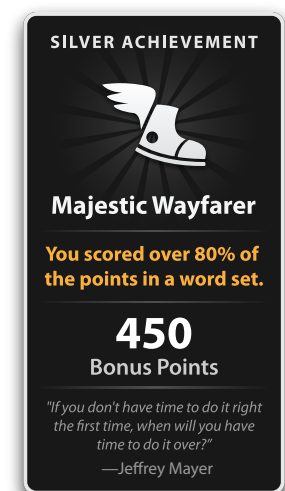 SILVER ACHIEVEMENT
Majestic Wayfarer
You scored over 80% of
the points in a word set.
450
Bonus Points
"If you don't have time to do it right
the first time, when will you have
time to do it over?”
—Jeffrey Mayer